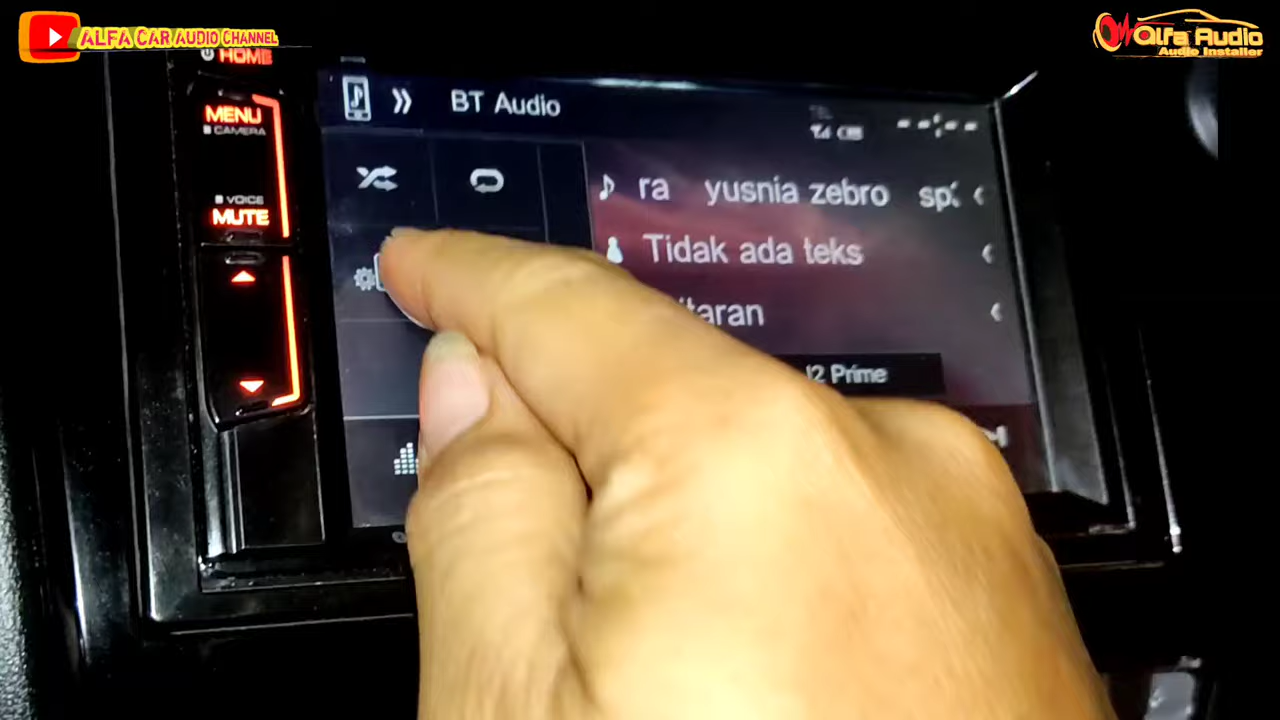 ALFA CAR AUDIO CHANNEL
alfa Audio
Audio Installer
HOME
MENU
CAMERA
VOICE
MUTE
BT Audio
TEL
--:--
ra yusnia zebro
Tidak ada teks
J2 Prime